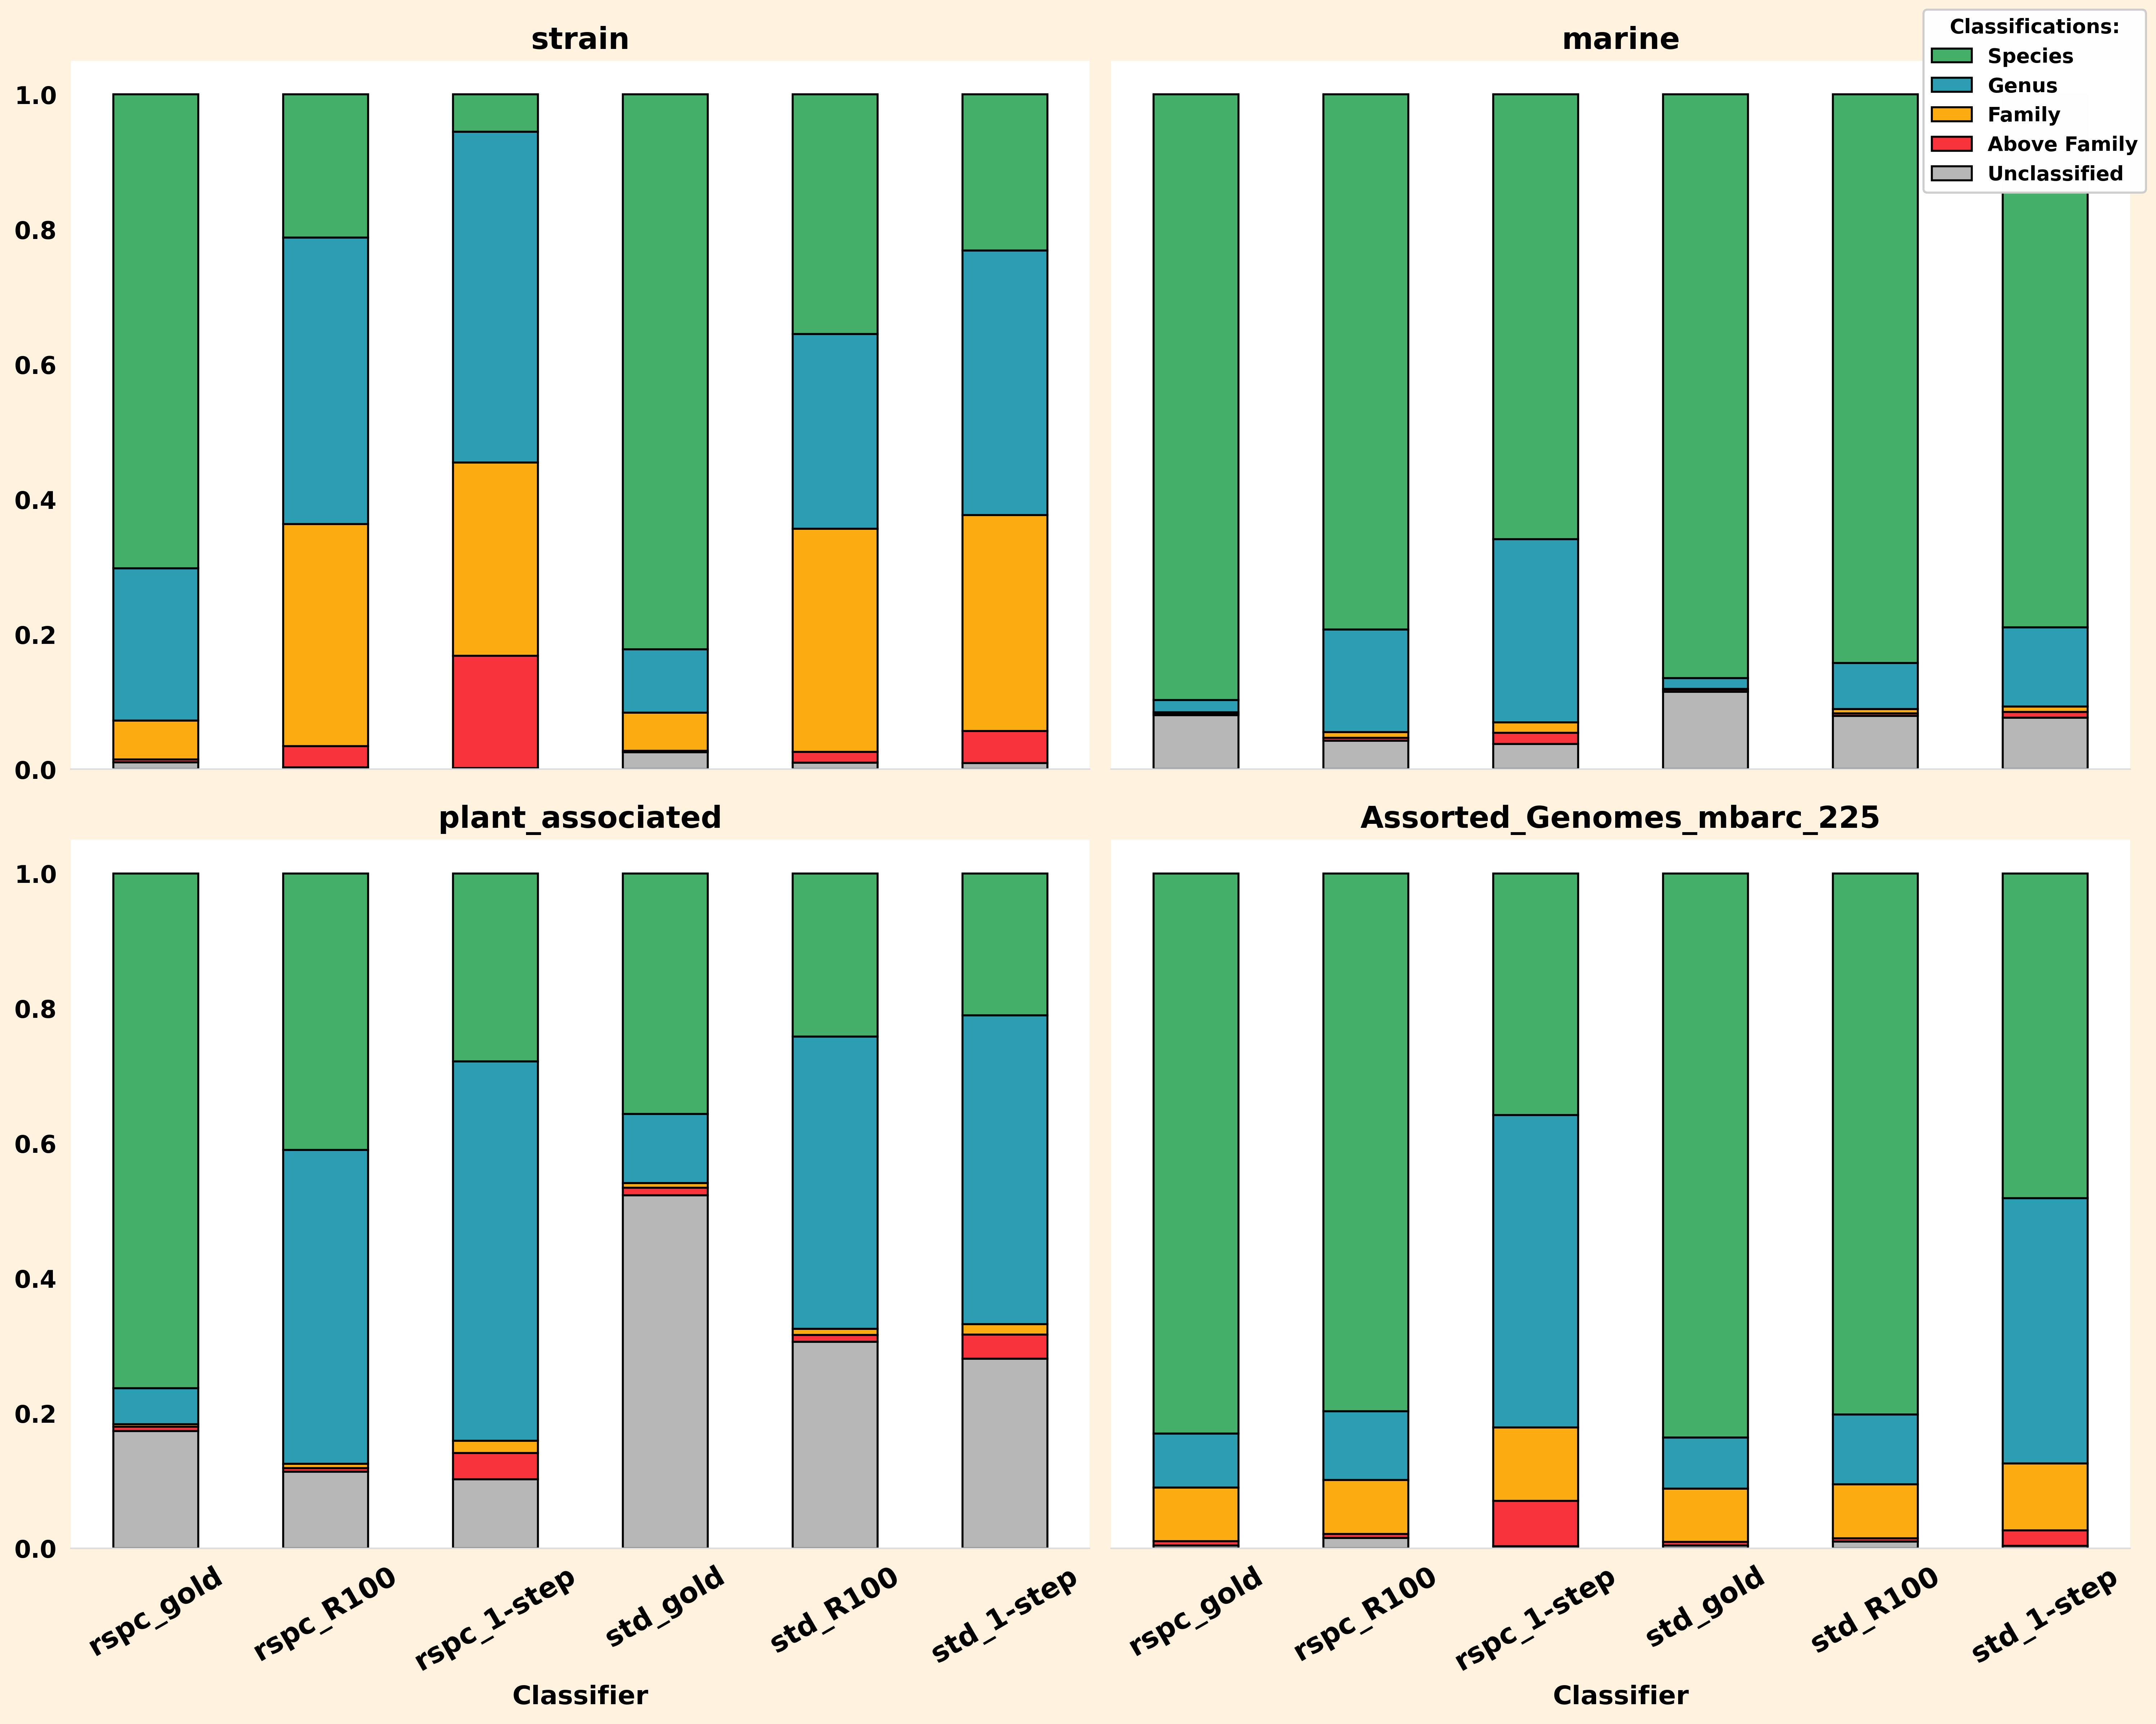 strain
marine
Classifications:
Species
Genus
Family
Above Family
Unclassified
1.0
0.8
0.6
0.4
0.2
0.0
plant_associated
Assorted_Genomes_mbarc_225
1.0
0.8
0.6
0.4
0.2
0.0
rspc_gold
rspc_R100
rspc_1-step
std_gold
std_R100
std_1-step
rspc_gold
rspc_R100
rspc_1-step
std_gold
std_R100
std_1-step
Classifier
Classifier